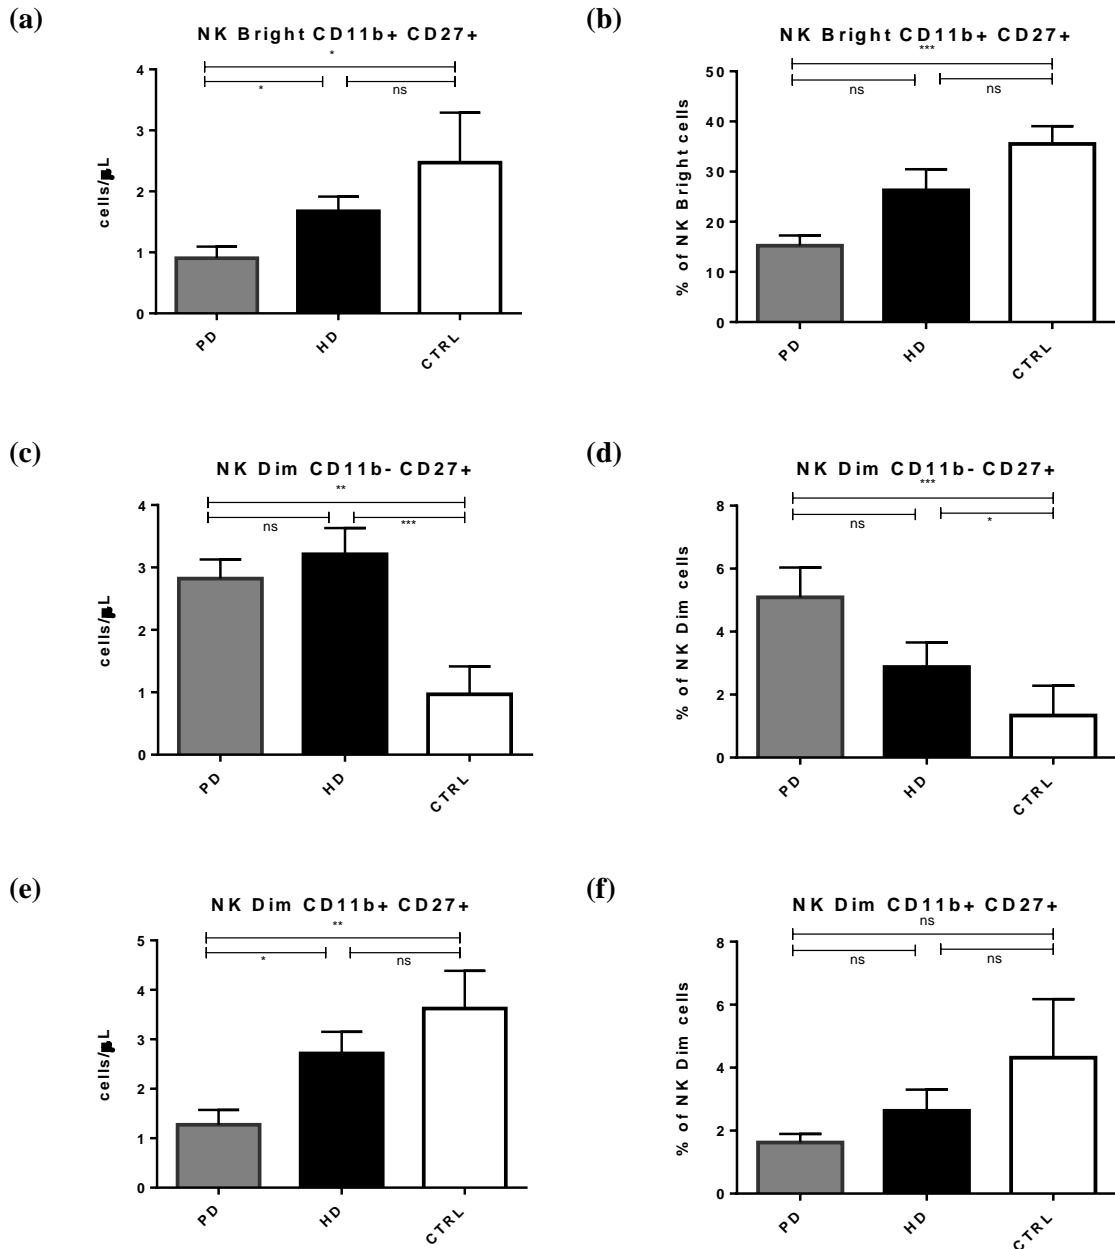 (a)
NK Bright CD11b+ CD27+
*
*
ns
cells/µL
4
3
2
1
0
PD
HD
CTRL
(b)
NK Bright CD11b+ CD27+
***
ns
ns
% of NK Bright cells
50
40
30
20
10
0
PD
HD
CTRL
(c)
NK Dim CD11b- CD27+
**
ns
***
cells/µL
4
3
2
1
0
PD
HD
CTRL
(d)
NK Dim CD11b- CD27+
***
ns
*
% of NK Dim cells
8
6
4
2
0
PD
HD
CTRL
(e)
NK Dim CD11b+ CD27+
**
*
ns
cells/µL
5
4
3
2
1
0
PD
HD
CTRL
(f)
NK Dim CD11b+ CD27+
ns
ns
ns
% of NK Dim cells
8
6
4
2
0
PD
HD
CTRL